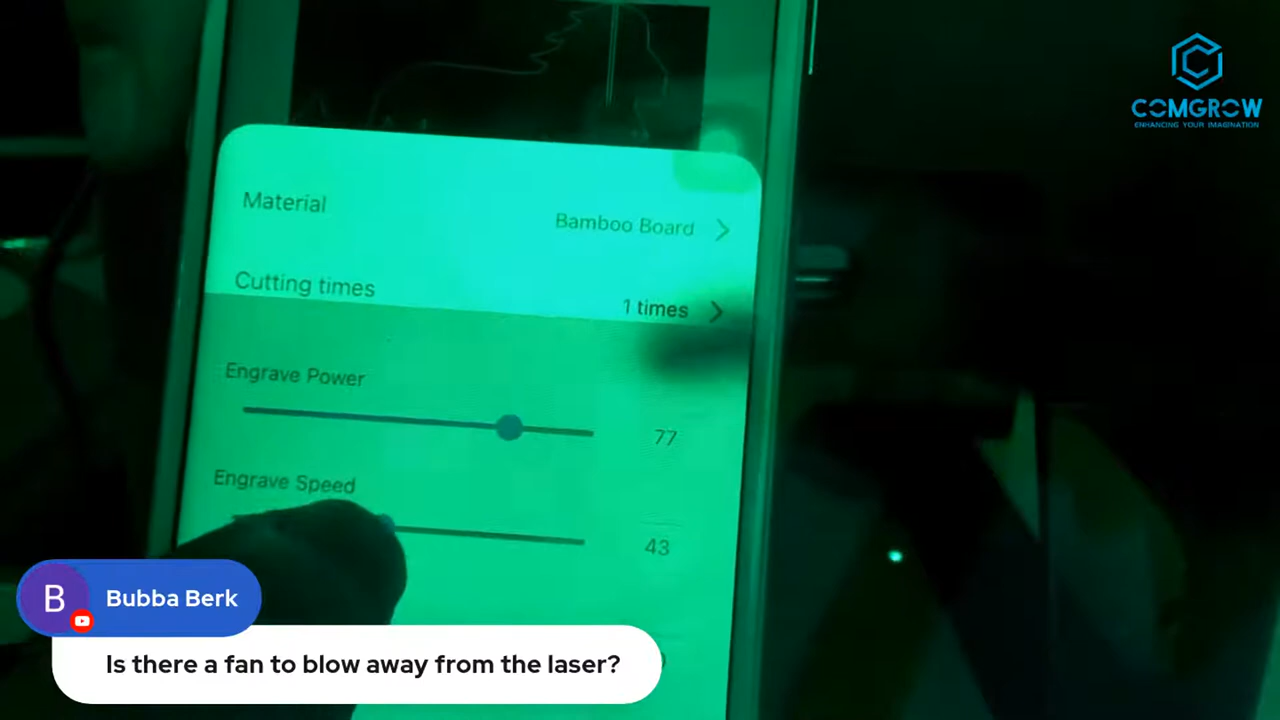 COMGROW
ENHANCING YOUR IMAGINATION
Material
Bamboo Board
Cutting times
1 times
Engrave Power
77
Engrave Speed
43
B
Bubba Berk
Is there a fan to blow away from the laser?